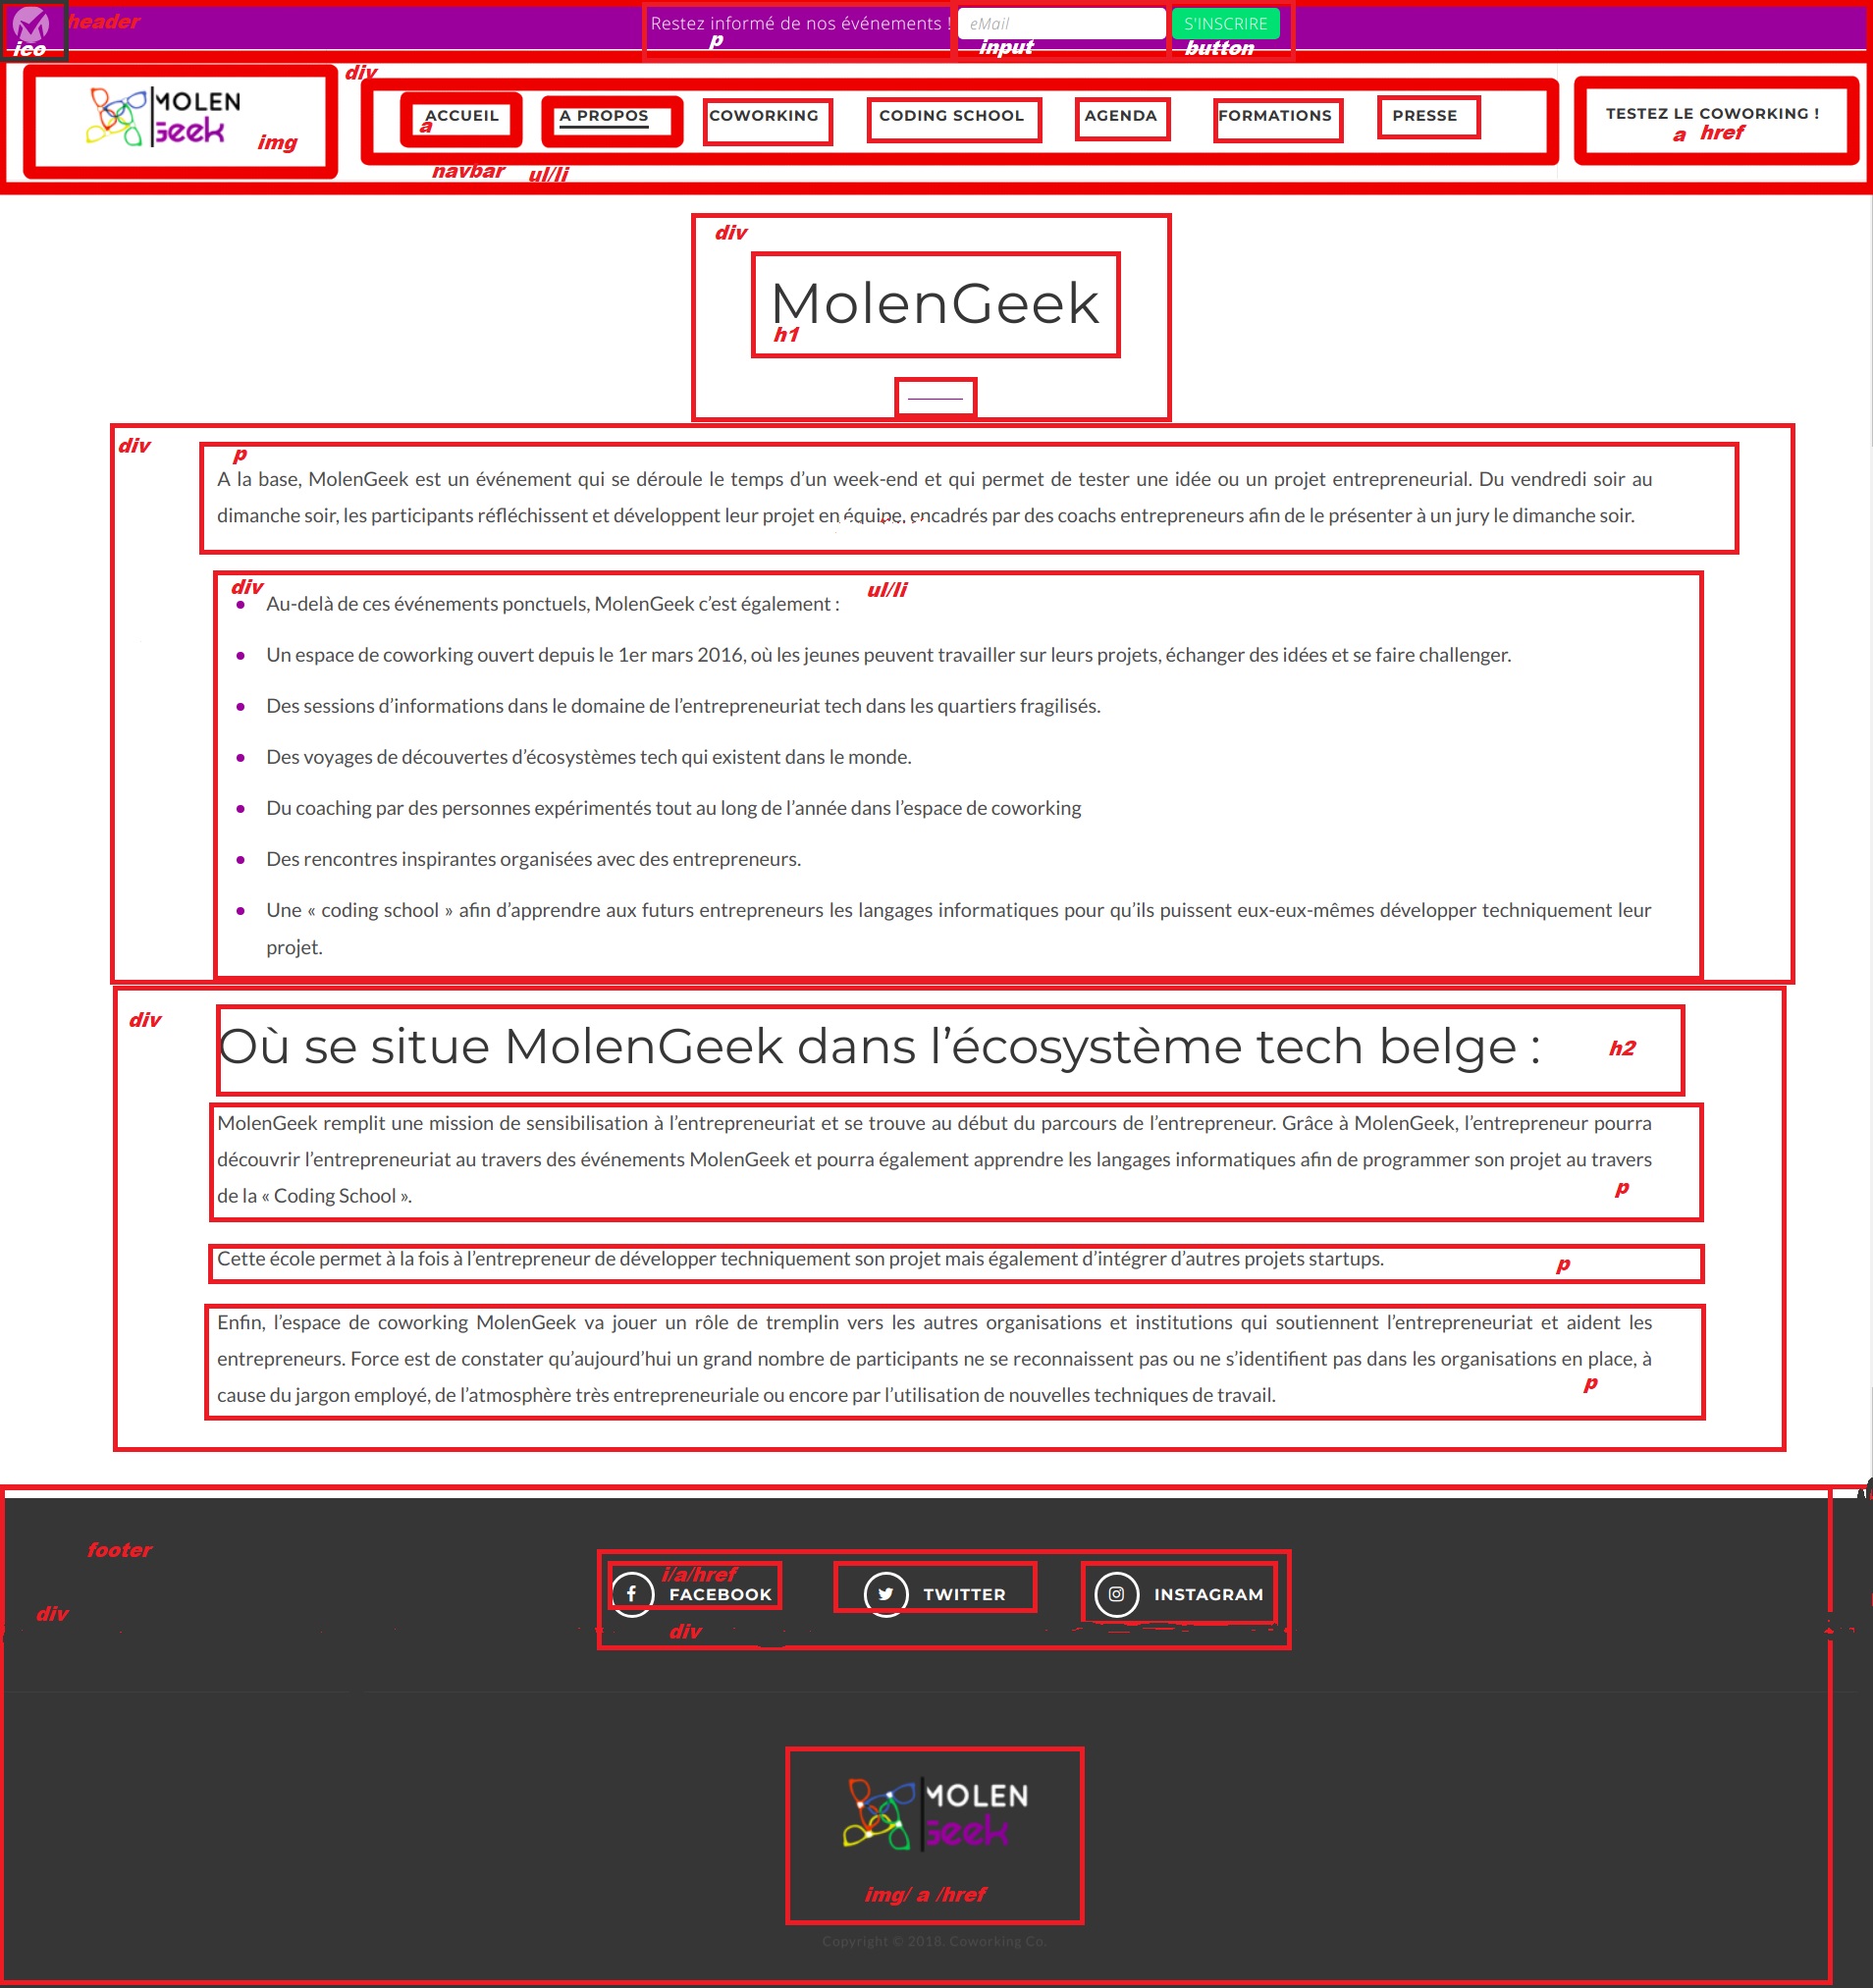 header
Restez informé de nos événements !
eMail
S'INSCRIRE
ico
p
input
button
div
MOLEN
Geek
img
ACCUEIL
A PROPOS
COWORKING
CODING SCHOOL
AGENDA
FORMATIONS
PRESSE
TESTEZ LE COWORKING !
a
a href
navbar
ul/li
div
MolenGeek
h1
div
p
A la base, MolenGeek est un événement qui se déroule le temps d’un week-end et qui permet de tester une idée ou un projet entrepreneurial. Du vendredi soir au
dimanche soir, les participants réfléchissent et développent leur projet en équipe, encadrés par des coachs entrepreneurs afin de le présenter à un jury le dimanche soir.
div
ul/li
Au-delà de ces événements ponctuels, MolenGeek c’est également :
Un espace de coworking ouvert depuis le 1er mars 2016, où les jeunes peuvent travailler sur leurs projets, échanger des idées et se faire challenger.
Des sessions d’informations dans le domaine de l’entrepreneuriat tech dans les quartiers fragilisés.
Des voyages de découvertes d’écosystèmes tech qui existent dans le monde.
Du coaching par des personnes expérimentés tout au long de l’année dans l’espace de coworking
Des rencontres inspirantes organisées avec des entrepreneurs.
Une « coding school » afin d’apprendre aux futurs entrepreneurs les langages informatiques pour qu’ils puissent eux-eux-mêmes développer techniquement leur
projet.
div
Où se situe MolenGeek dans l’écosystème tech belge :
h2
MolenGeek remplit une mission de sensibilisation à l’entrepreneuriat et se trouve au début du parcours de l’entrepreneur. Grâce à MolenGeek, l’entrepreneur pourra
découvrir l’entrepreneuriat au travers des événements MolenGeek et pourra également apprendre les langages informatiques afin de programmer son projet au travers
de la « Coding School ».
p
Cette école permet à la fois à l’entrepreneur de développer techniquement son projet mais également d’intégrer d’autres projets startups.
p
Enfin, l’espace de coworking MolenGeek va jouer un rôle de tremplin vers les autres organisations et institutions qui soutiennent l’entrepreneuriat et aident les
entrepreneurs. Force est de constater qu’aujourd’hui un grand nombre de participants ne se reconnaissent pas ou ne s’identifient pas dans les organisations en place, à
cause du jargon employé, de l’atmosphère très entrepreneuriale ou encore par l’utilisation de nouvelles techniques de travail.
p
footer
i/a/href
FACEBOOK
TWITTER
INSTAGRAM
div
div
MOLEN
Geek
img/ a /href
Copyright © 2018. Coworking Co.